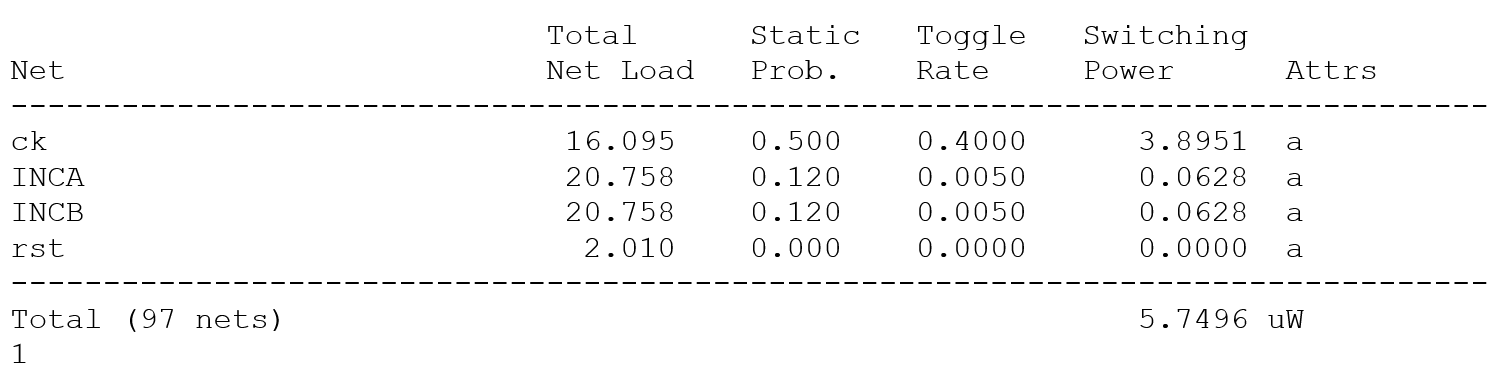 Total      Static   Toggle   Switching
Net                                                       Net Load   Prob.    Rate     Power      Attrs
--------------------------------------------------------------------------------
ck                                                         16.095    0.500    0.4000      3.8951  a
INCA                                                       20.758    0.120    0.0050      0.0628  a
INCB                                                       20.758    0.120    0.0050      0.0628  a
rst                                                         2.010    0.000    0.0000      0.0000  a
--------------------------------------------------------------------------------
Total (97 nets)                                                                           5.7496 uW
1